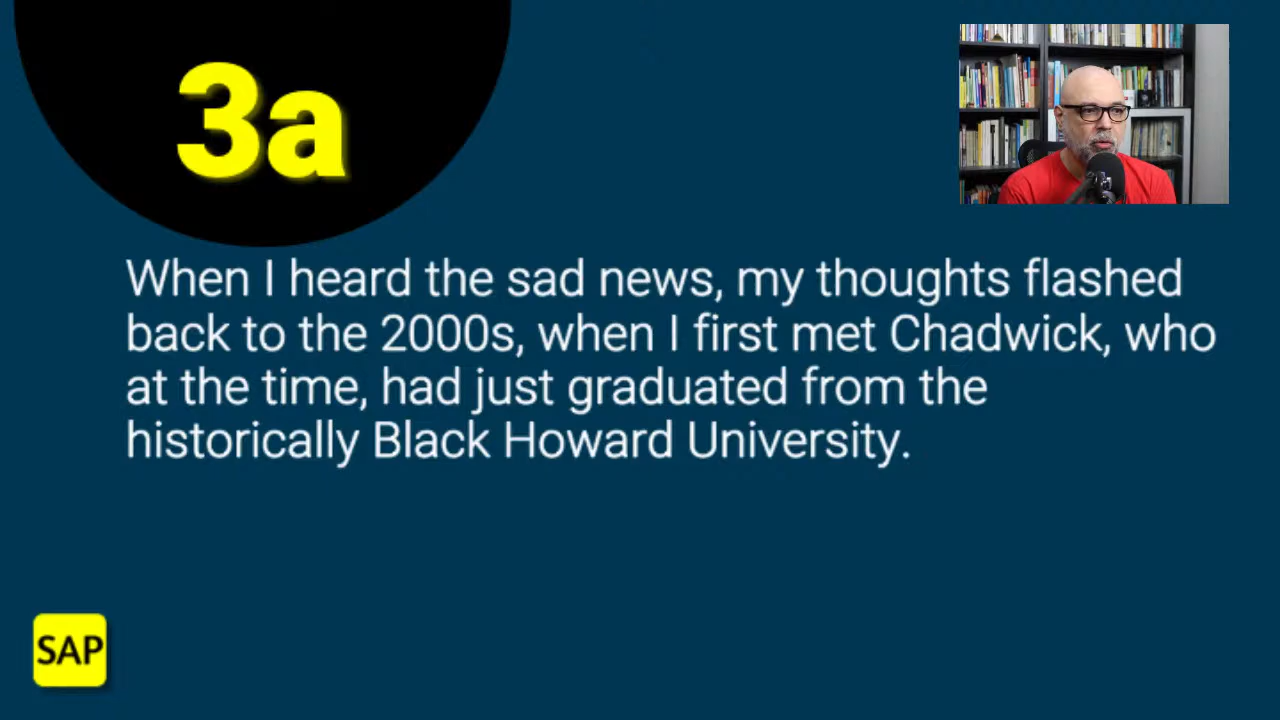 3a
When I heard the sad news, my thoughts flashed
back to the 2000s, when I first met Chadwick, who
at the time, had just graduated from the
historically Black Howard University.
SAP